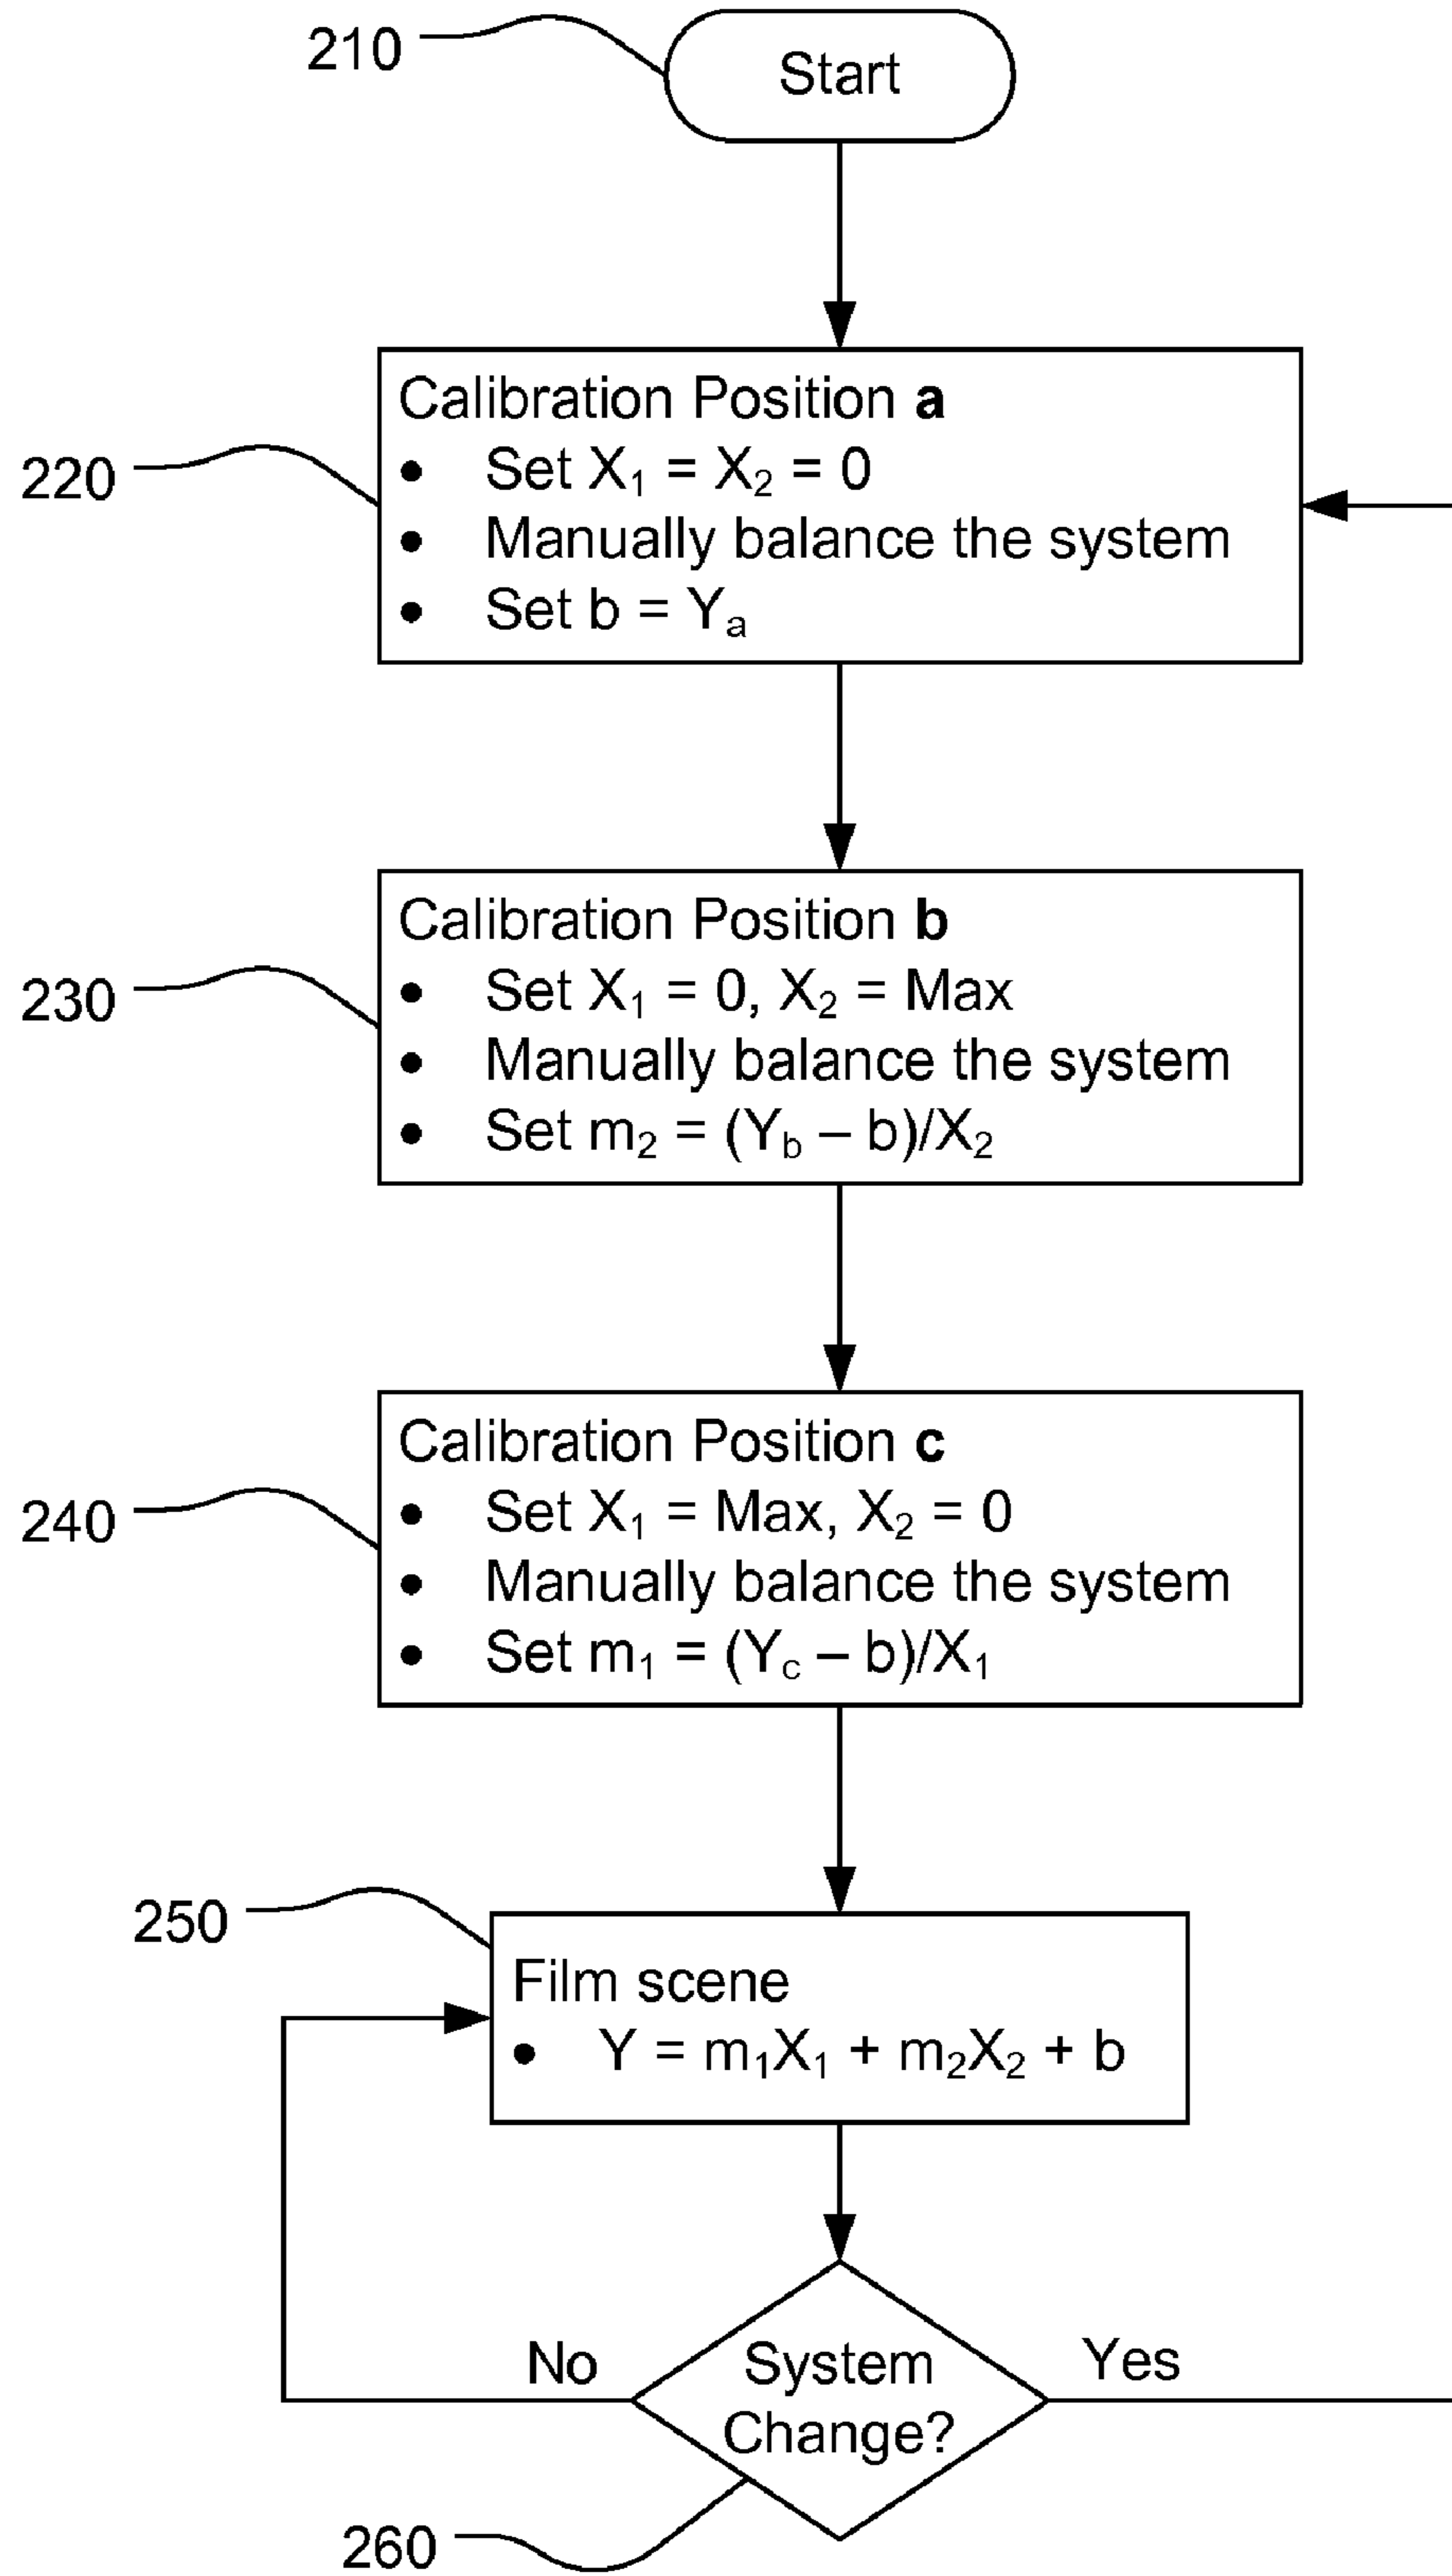 210
Start
220
Calibration Position a
● Set X₁ = X₂ = 0
● Manually balance the system
● Set b = Yₐ
230
Calibration Position b
● Set X₁ = 0, X₂ = Max
● Manually balance the system
● Set m₂ = (Y_b – b)/X₂
240
Calibration Position c
● Set X₁ = Max, X₂ = 0
● Manually balance the system
● Set m₁ = (Y_c – b)/X₁
250
Film scene
● Y = m₁X₁ + m₂X₂ + b
No
System
Change?
Yes
260